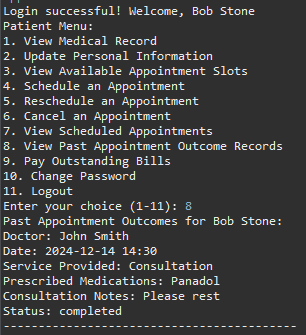 Login successful! Welcome, Bob Stone
Patient Menu:
1. View Medical Record
2. Update Personal Information
3. View Available Appointment Slots
4. Schedule an Appointment
5. Reschedule an Appointment
6. Cancel an Appointment
7. View Scheduled Appointments
8. View Past Appointment Outcome Records
9. Pay Outstanding Bills
10. Change Password
11. Logout
Enter your choice (1-11): 8
Past Appointment Outcomes for Bob Stone:
Doctor: John Smith
Date: 2024-12-14 14:30
Service Provided: Consultation
Prescribed Medications: Panadol
Consultation Notes: Please rest
Status: completed
----------------------------------------